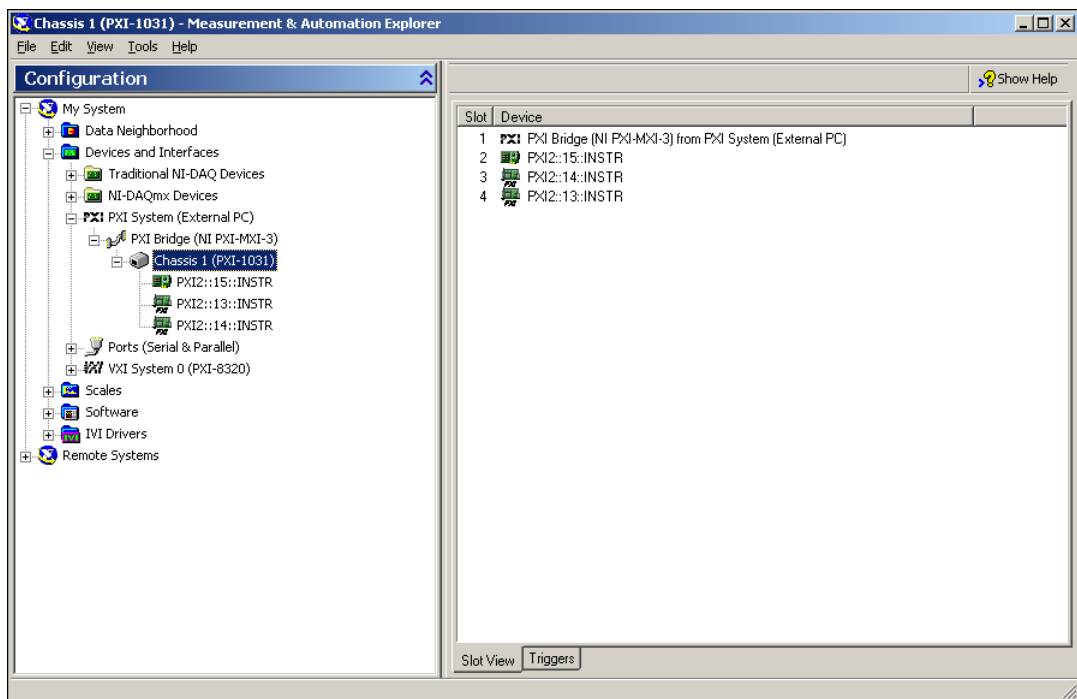 Chassis 1 (PXI-1031) - Measurement & Automation Explorer
File Edit View Tools Help
Configuration
Show Help
My System
Data Neighborhood
Devices and Interfaces
Traditional NI-DAQ Devices
NI-DAQmx Devices
PXI PXI System (External PC)
PXI Bridge (NI PXI-MXI-3)
Chassis 1 (PXI-1031)
PXI2::15::INSTR
PXI2::13::INSTR
PXI2::14::INSTR
Ports (Serial & Parallel)
VXI VXI System 0 (PXI-8320)
Scales
Software
IVI Drivers
Remote Systems
Slot Device
1 PXI PXI Bridge (NI PXI-MXI-3) from PXI System (External PC)
2 PXI2::15::INSTR
3 PXI2::14::INSTR
4 PXI2::13::INSTR
Slot View Triggers